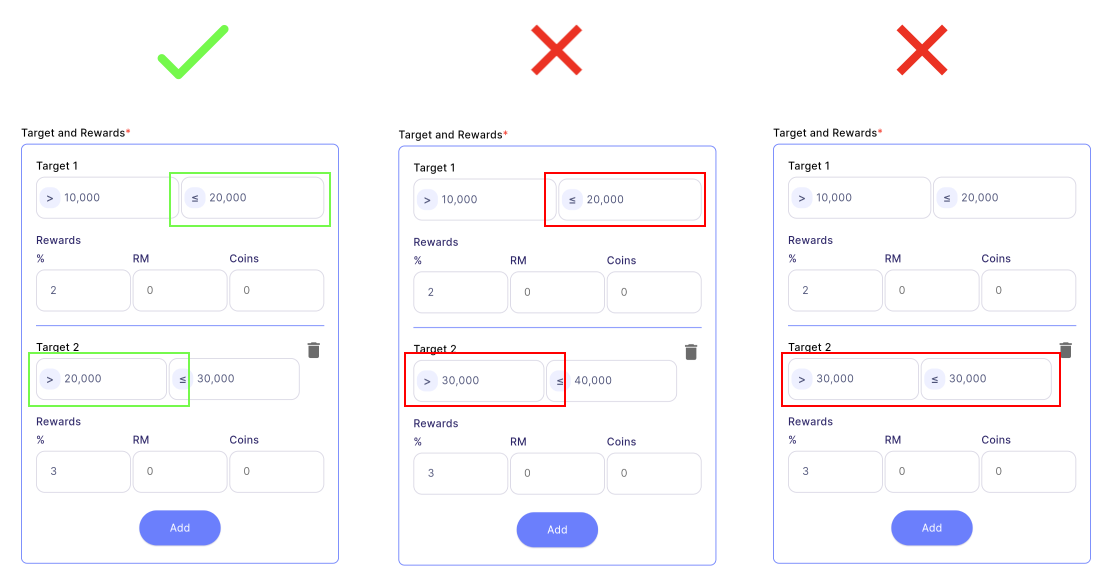 Target and Rewards*
Target 1
> 10,000 ≤ 20,000
Rewards
% RM Coins
2 0 0
Target 2
> 20,000 ≤ 30,000
Rewards
% RM Coins
3 0 0
Add
Target and Rewards*
Target 1
> 10,000 ≤ 20,000
Rewards
% RM Coins
2 0 0
Target 2
> 30,000 ≤ 40,000
Rewards
% RM Coins
3 0 0
Add
Target and Rewards*
Target 1
> 10,000 ≤ 20,000
Rewards
% RM Coins
2 0 0
Target 2
> 30,000 ≤ 30,000
Rewards
% RM Coins
3 0 0
Add